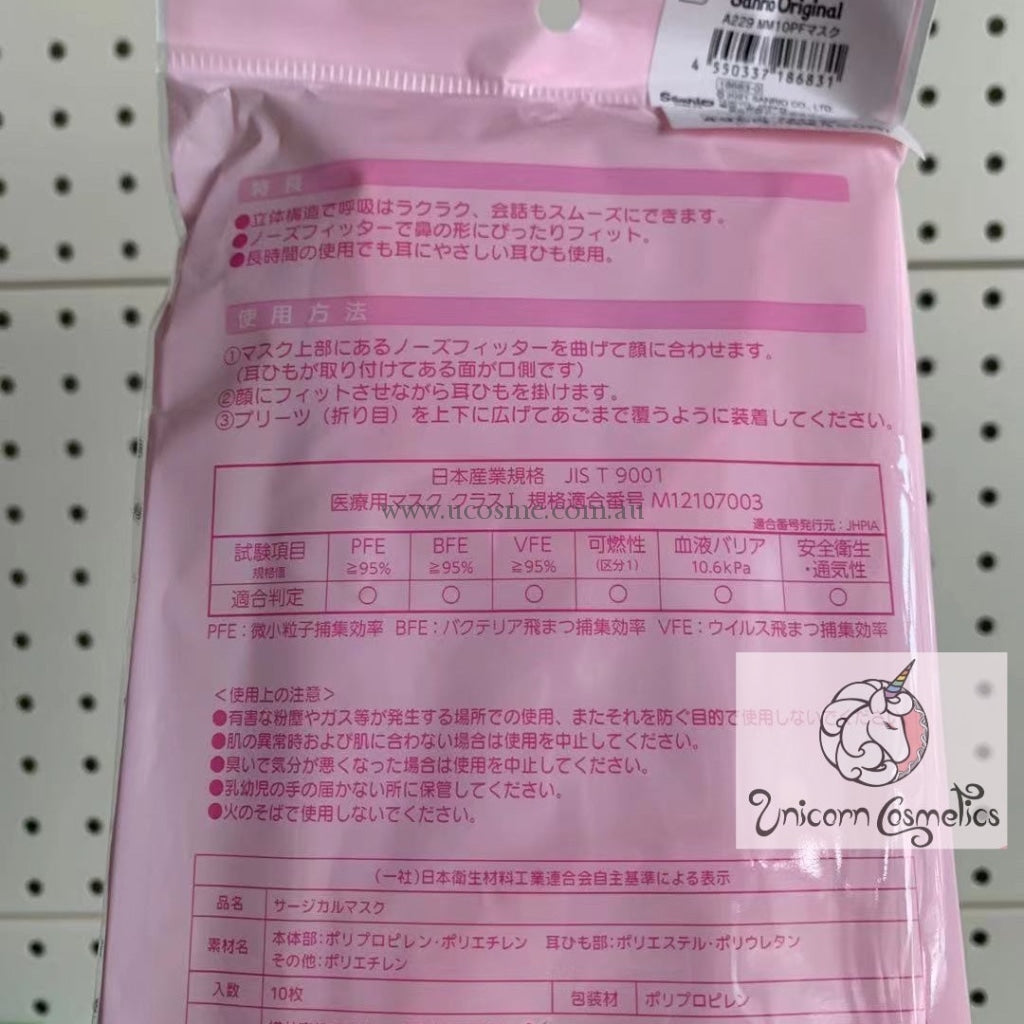 Sanrio Original
A229 MM10PFマスク
4 550337 186831
特長
●立体構造で呼吸はラクラク、会話もスムーズにできます。
●ノーズフィッターで鼻の形にぴったりフィット。
●長時間の使用でも耳にやさしい耳ひも使用。
使用方法
①マスク上部にあるノーズフィッターを曲げて顔に合わせます。
(耳ひもが取り付けてある面が口側です)
②顔にフィットさせながら耳ひもを掛けます。
③プリーツ（折り目）を上下に広げてあごまで覆うように装着してください。
日本産業規格 JIS T 9001
医療用マスク クラスⅠ 規格適合番号 M12107003
www.ucosmc.com.au
適合番号発行元：JHPIA
試験項目 PFE BFE VFE 可燃性 血液バリア 安全衛生
規格値 ≧95% ≧95% ≧95% (区分1) 10.6kPa ・通気性
適合判定 ○ ○ ○ ○ ○ ○
PFE：微小粒子捕集効率 BFE：バクテリア飛まつ捕集効率 VFE：ウイルス飛まつ捕集効率
＜使用上の注意＞
●有害な粉塵やガス等が発生する場所での使用、またそれを防ぐ目的で使用しないでください。
●肌の異常時および肌に合わない場合は使用を中止してください。
●臭いで気分が悪くなった場合は使用を中止してください。
●乳幼児の手の届かない所に保管してください。
●火のそばで使用しないでください。
Unicorn Cosmetics
(一社)日本衛生材料工業連合会自主基準による表示
品名 サージカルマスク
素材名 本体部：ポリプロピレン・ポリエチレン 耳ひも部：ポリエステル・ポリウレタン
その他：ポリエチレン
入数 10枚 包装材 ポリプロピレン